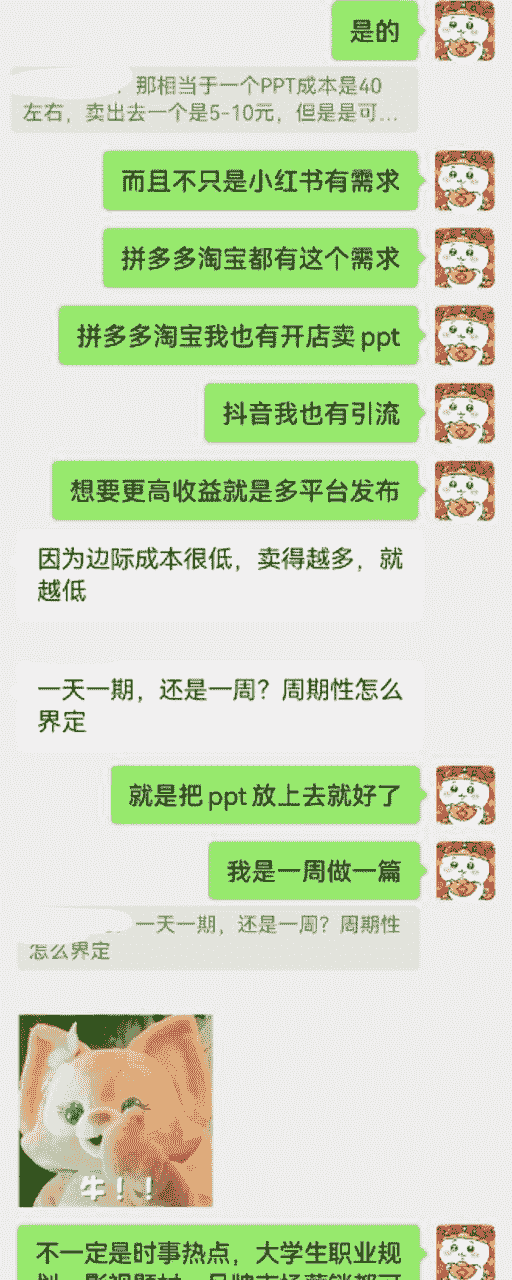 是的
那相当于一个PPT成本是40
左右，卖出去一个是5-10元，但是是可...
而且不只是小红书有需求
拼多多淘宝都有这个需求
拼多多淘宝我也有开店卖ppt
抖音我也有引流
想要更高收益就是多平台发布
因为边际成本很低，卖得越多，就
越低
一天一期，还是一周？周期性怎么
界定
就是把ppt放上去就好了
我是一周做一篇
一天一期，还是一周？周期性
怎么界定
牛！！
不一定是时事热点，大学生职业规